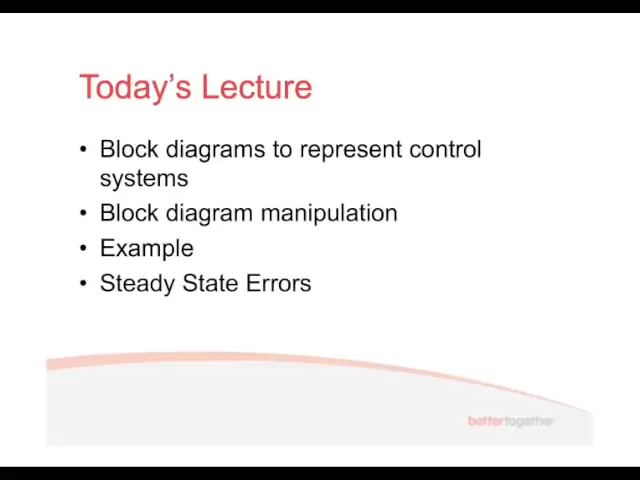 Today's Lecture
• Block diagrams to represent control
systems
• Block diagram manipulation
• Example
• Steady State Errors
bettertogether